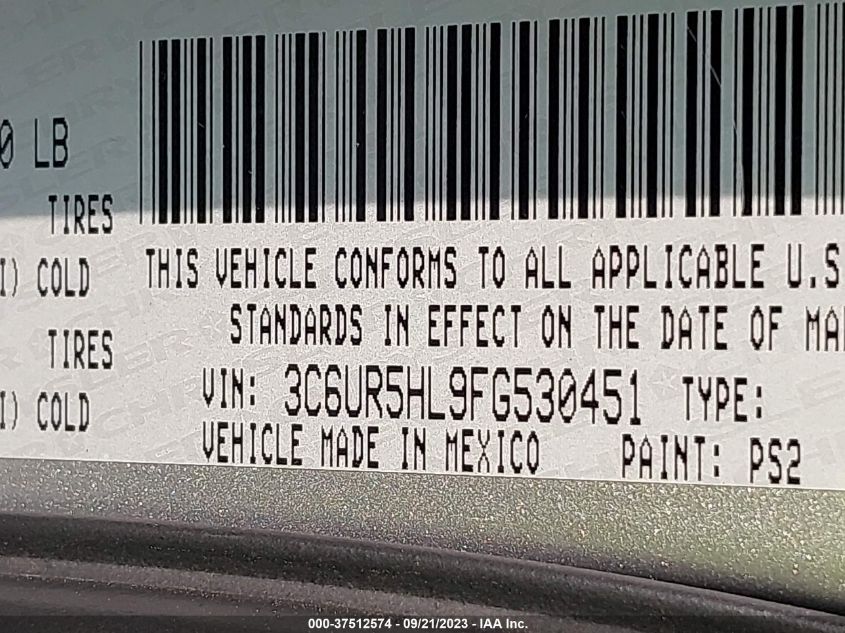 0 LB
TIRES
I) COLD
TIRES
I) COLD
THIS VEHICLE CONFORMS TO ALL APPLICABLE U.S
STANDARDS IN EFFECT ON THE DATE OF MA
VIN: 3C6UR5HL9FG530451 TYPE:
VEHICLE MADE IN MEXICO PAINT: PS2
000-37512574 - 09/21/2023 - IAA Inc.